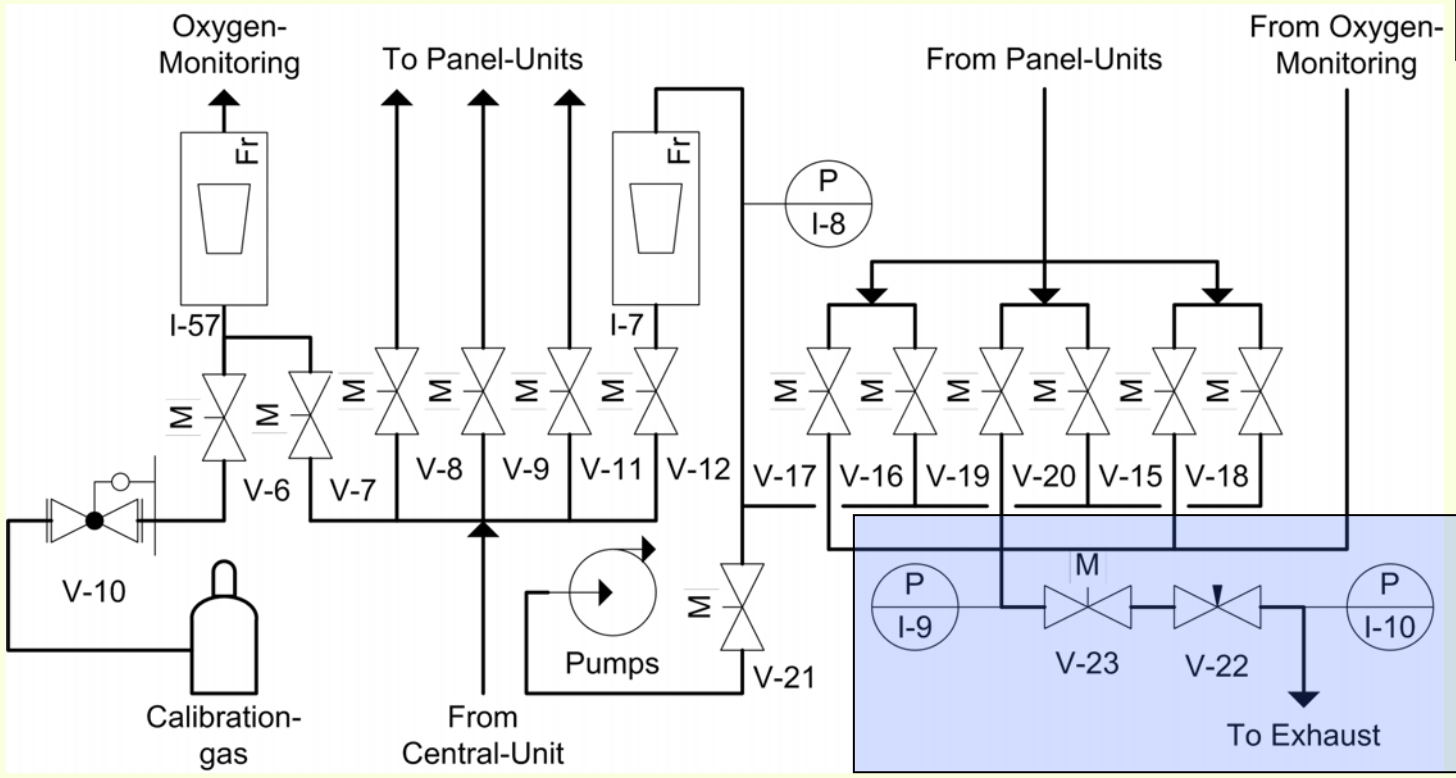 Oxygen-
Monitoring
To Panel-Units
From Panel-Units
From Oxygen-
Monitoring
Fr
Fr
P
I-8
I-57
I-7
M
M
M
M
M
M
M
M
M
M
M
M
V-6
V-7
V-8
V-9
V-11
V-12
V-17
V-16
V-19
V-20
V-15
V-18
V-10
M
M
P
I-9
P
I-10
Pumps
V-21
V-23
V-22
Calibration-
gas
From
Central-Unit
To Exhaust